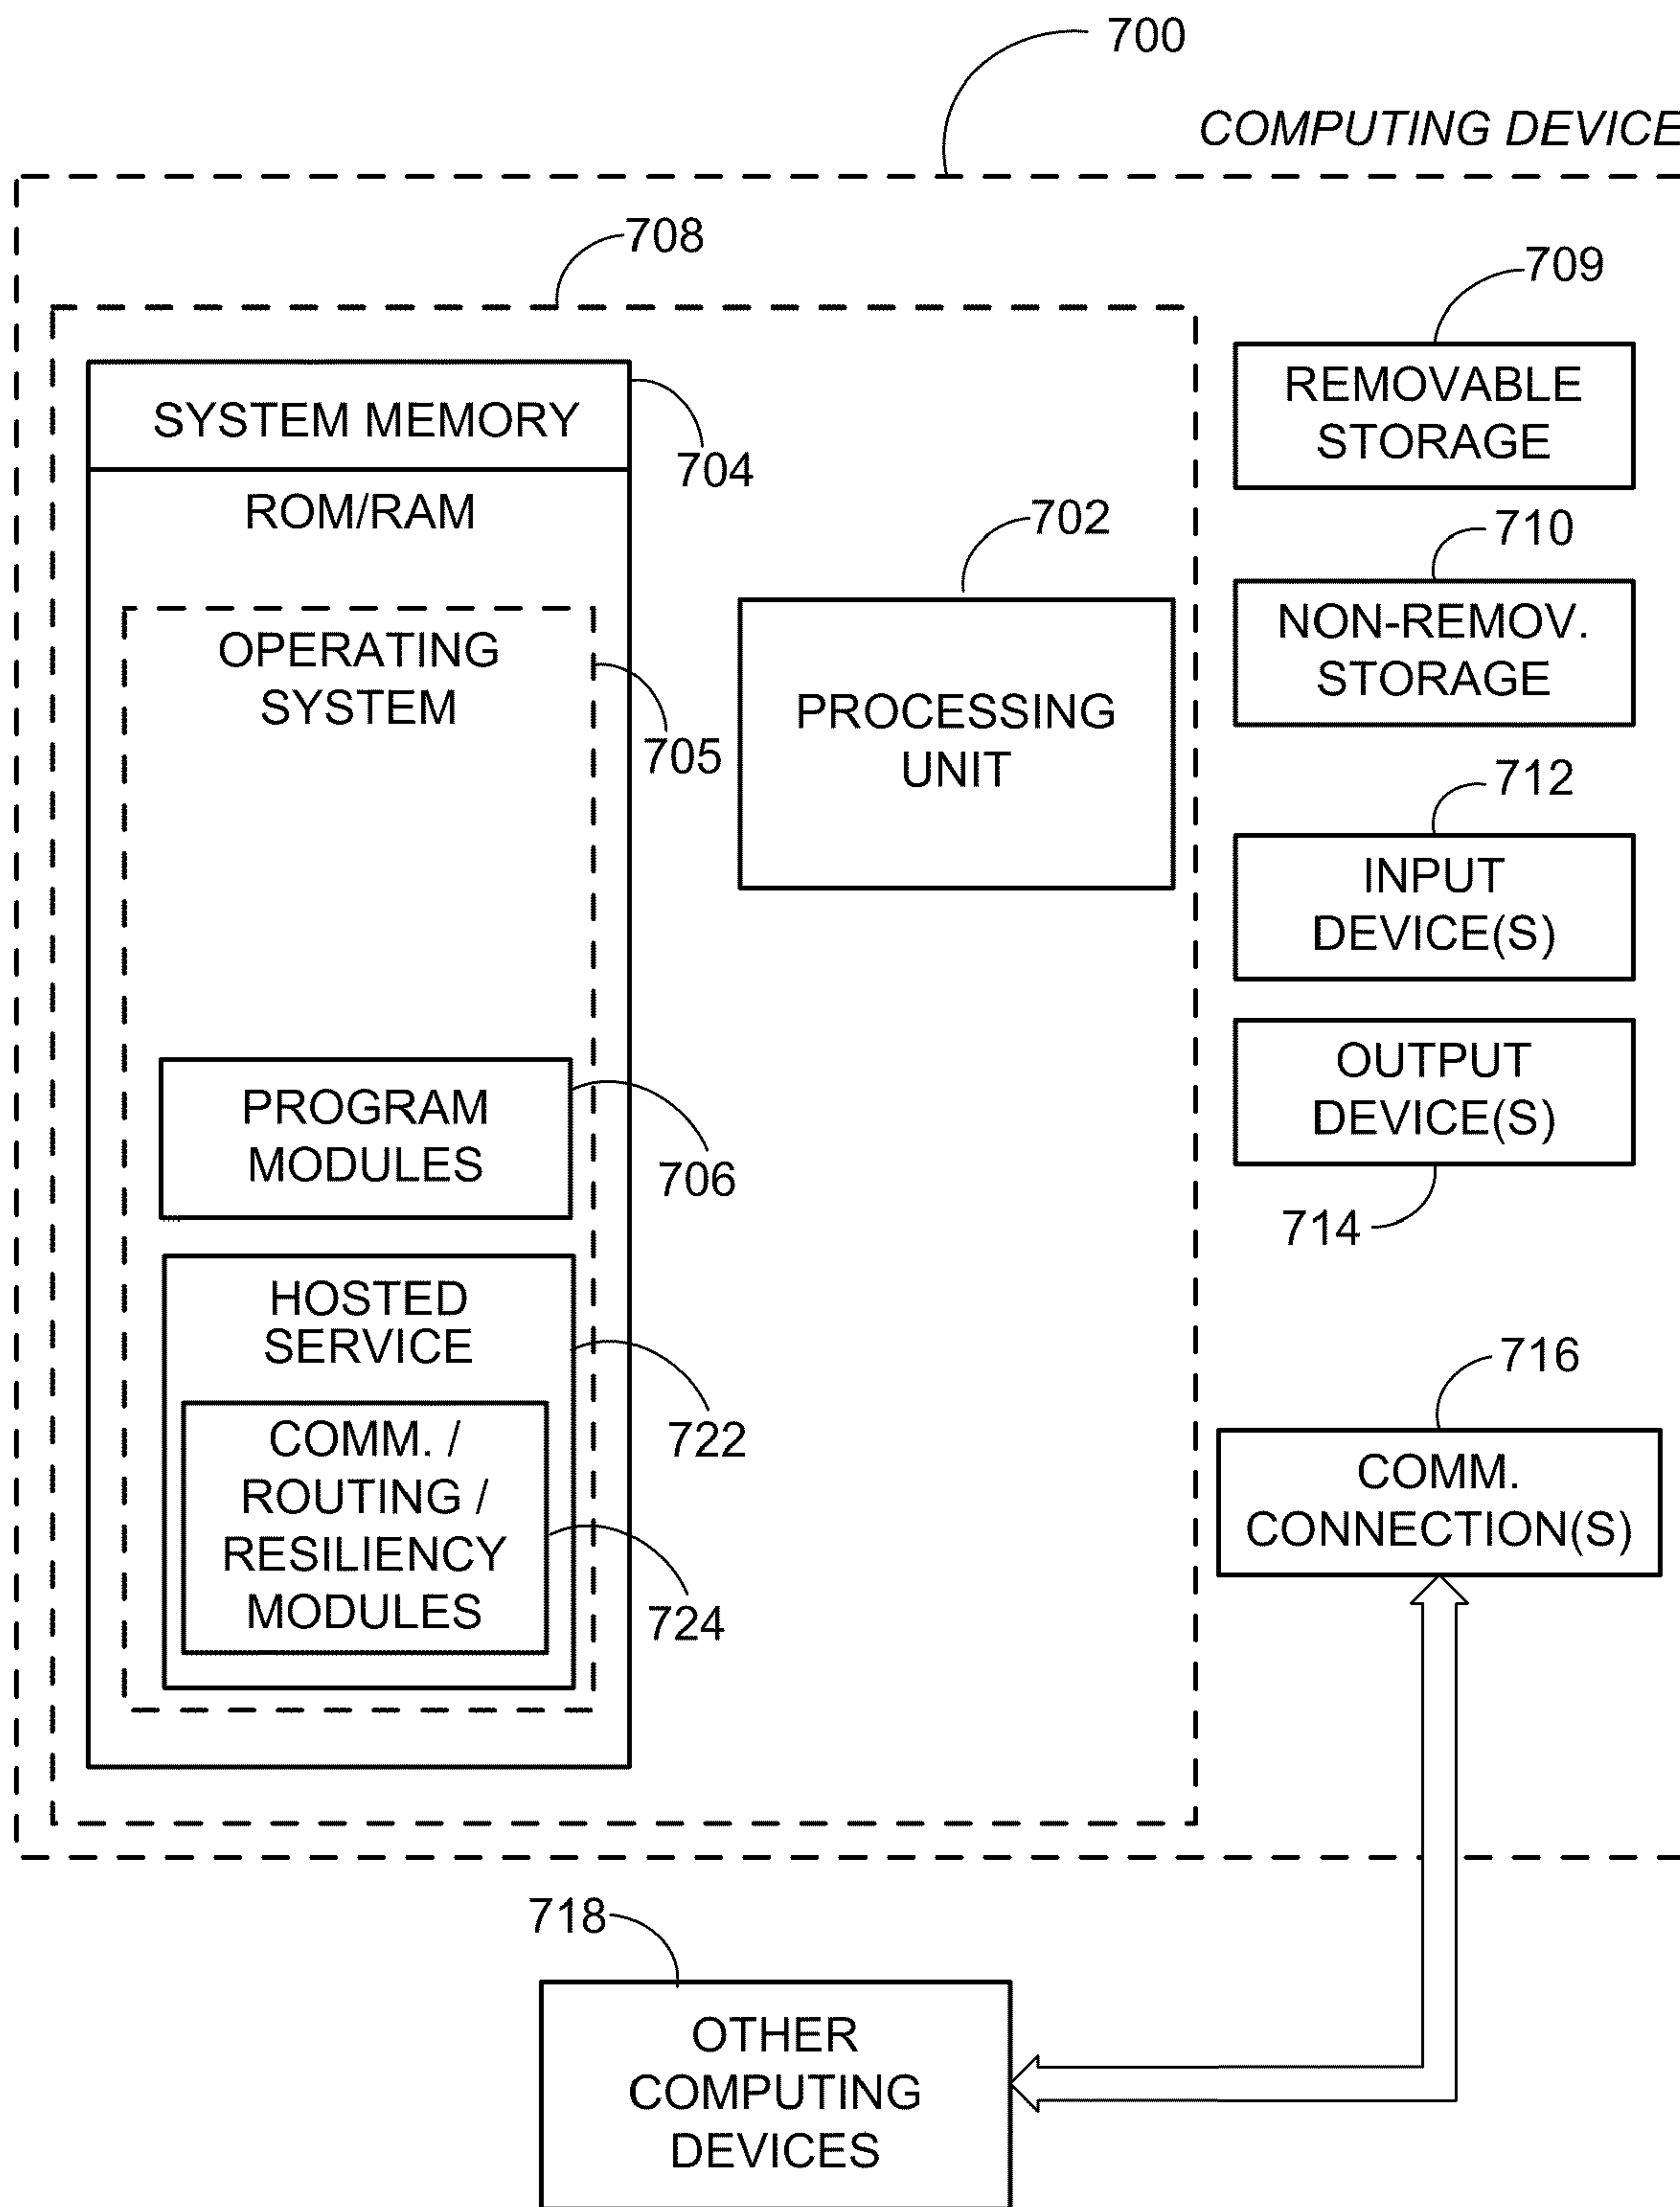 700
COMPUTING DEVICE
708
709
SYSTEM MEMORY
704
ROM/RAM
REMOVABLE
STORAGE
702
710
OPERATING
SYSTEM
705
PROCESSING
UNIT
NON-REMOV.
STORAGE
712
INPUT
DEVICE(S)
PROGRAM
MODULES
706
OUTPUT
DEVICE(S)
714
HOSTED
SERVICE
722
716
COMM. /
ROUTING /
RESILIENCY
MODULES
724
COMM.
CONNECTION(S)
718
OTHER
COMPUTING
DEVICES